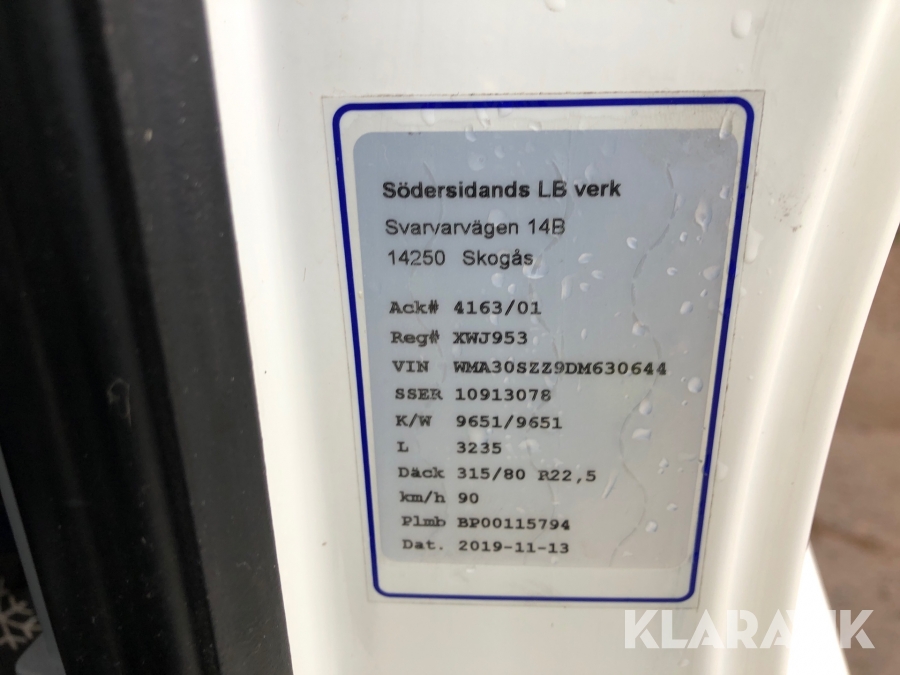 Södersidands LB verk
Svarvarvägen 14B
14250 Skogås
Ack# 4163/01
Reg# XWJ953
VIN WMA30SZZ9DM630644
SSER 10913078
K/W 9651/9651
L 3235
Däck 315/80 R22,5
km/h 90
Plmb BP00115794
Dat. 2019-11-13
KLARAVIK